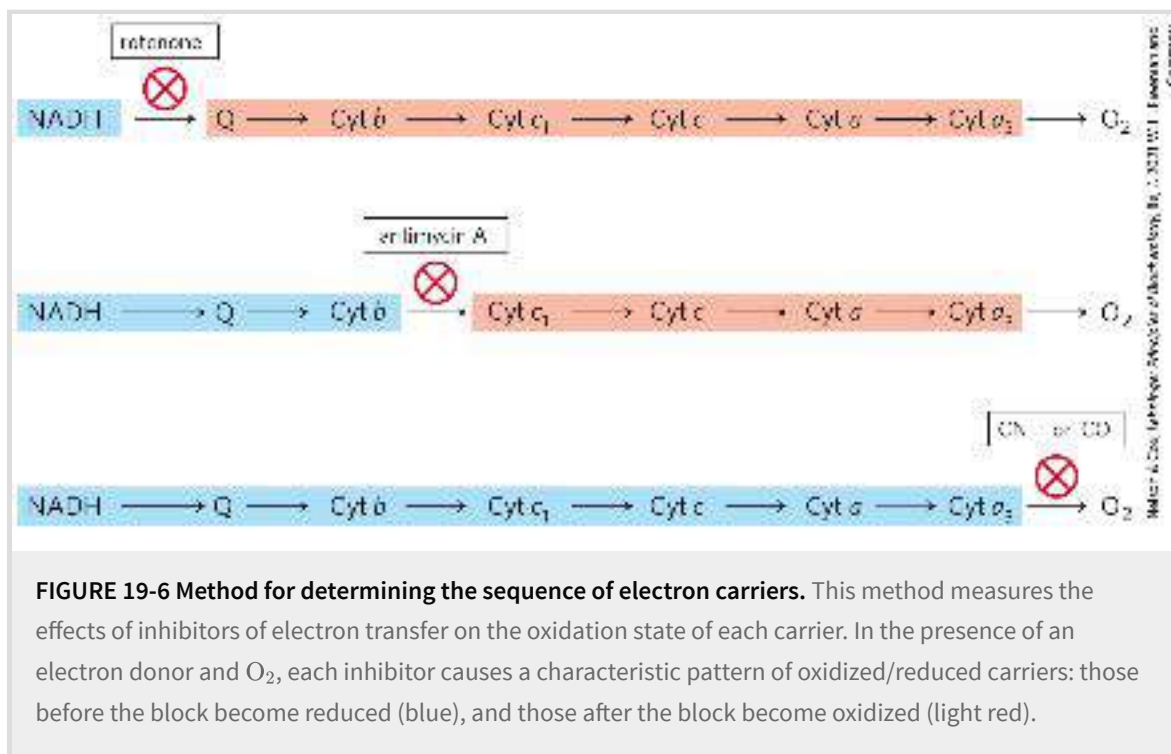 rotenone
NADH → Q → Cyt b → Cyt c₁ → Cyt c → Cyt a → Cyt a₃ → O₂
antimycin A
NADH → Q → Cyt b → Cyt c₁ → Cyt c → Cyt a → Cyt a₃ → O₂
CN⁻ or CO
NADH → Q → Cyt b → Cyt c₁ → Cyt c → Cyt a → Cyt a₃ → O₂
FIGURE 19-6 Method for determining the sequence of electron carriers. This method measures the
effects of inhibitors of electron transfer on the oxidation state of each carrier. In the presence of an
electron donor and O₂, each inhibitor causes a characteristic pattern of oxidized/reduced carriers: those
before the block become reduced (blue), and those after the block become oxidized (light red).